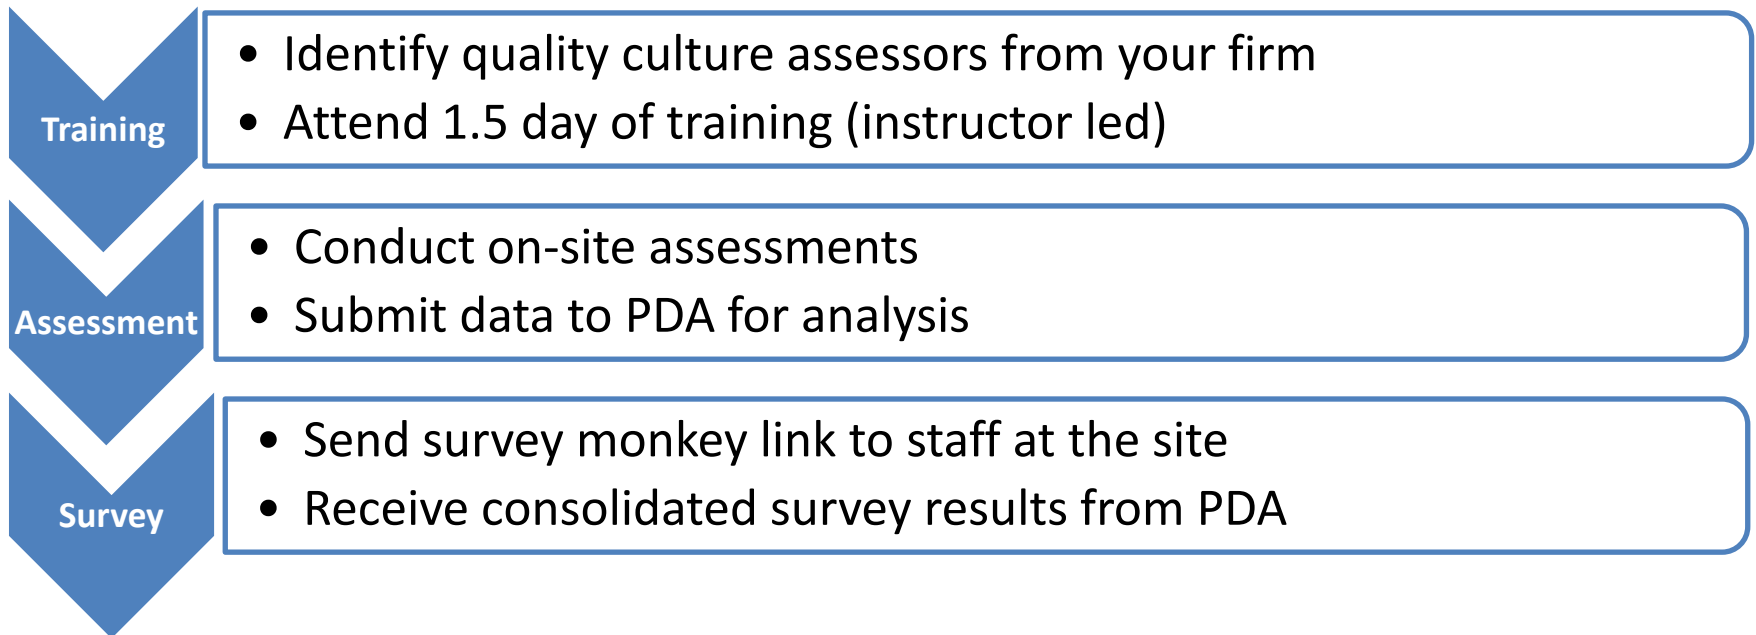 Training
• Identify quality culture assessors from your firm
• Attend 1.5 day of training (instructor led)
Assessment
• Conduct on-site assessments
• Submit data to PDA for analysis
Survey
• Send survey monkey link to staff at the site
• Receive consolidated survey results from PDA